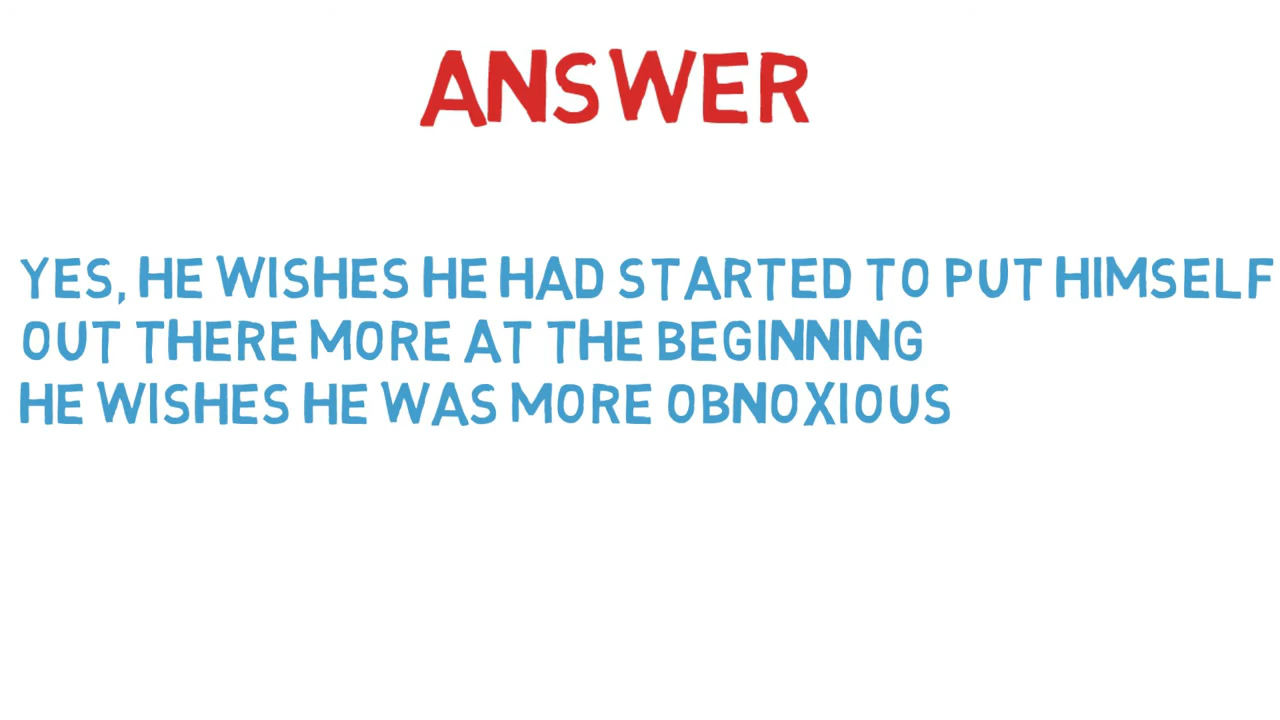 ANSWER
YES, HE WISHES HE HAD STARTED TO PUT HIMSELF
OUT THERE MORE AT THE BEGINNING
HE WISHES HE WAS MORE OBNOXIOUS